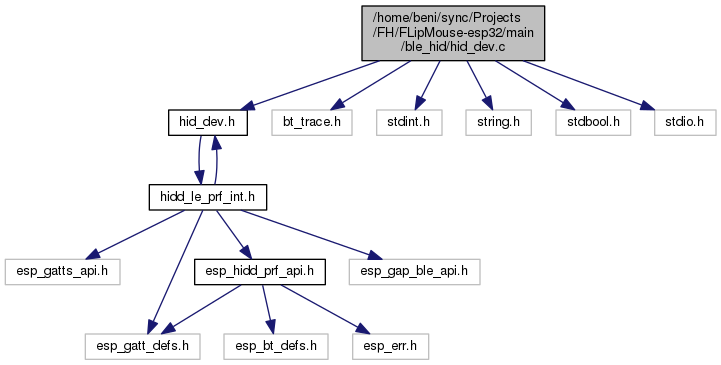 /home/beni/sync/Projects
/FH/FLipMouse-esp32/main
/ble_hid/hid_dev.c
hid_dev.h
bt_trace.h
stdint.h
string.h
stdbool.h
stdio.h
hidd_le_prf_int.h
esp_gatts_api.h
esp_hidd_prf_api.h
esp_gap_ble_api.h
esp_gatt_defs.h
esp_bt_defs.h
esp_err.h